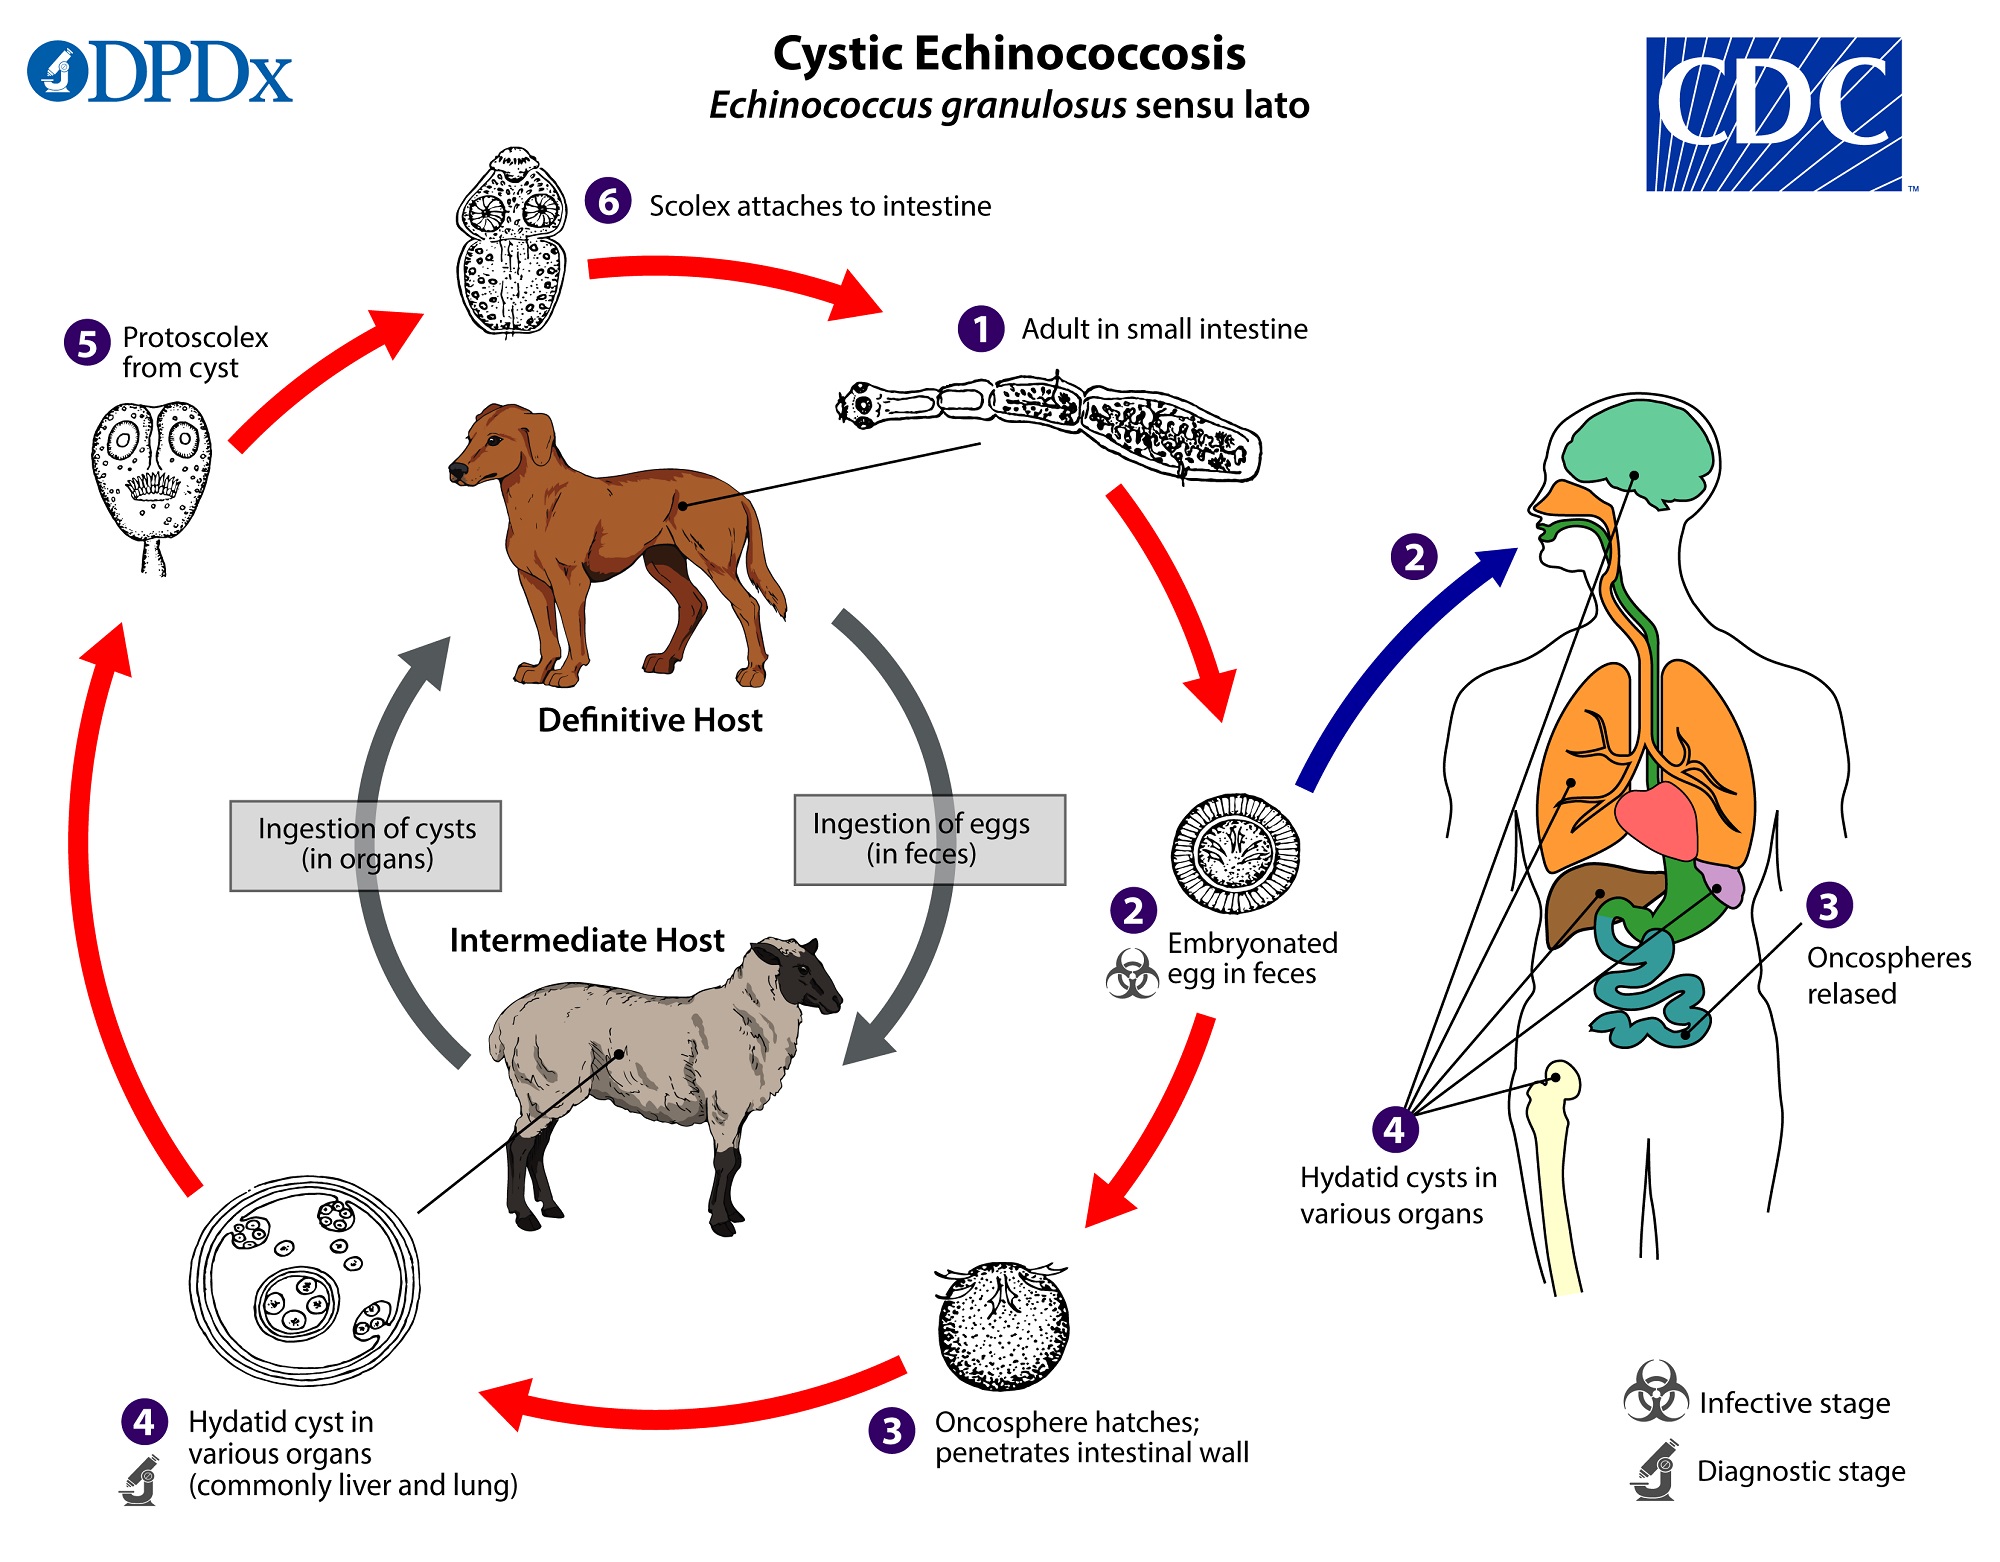 DPDx
Cystic Echinococcosis
Echinococcus granulosus sensu lato
CDC
TM
6 Scolex attaches to intestine
5 Protoscolex
from cyst
1 Adult in small intestine
2
Definitive Host
Ingestion of cysts
(in organs)
Ingestion of eggs
(in feces)
Intermediate Host
2 Embryonated
egg in feces
3
Oncospheres
relased
4
Hydatid cysts in
various organs
4 Hydatid cyst in
various organs
(commonly liver and lung)
3 Oncosphere hatches;
penetrates intestinal wall
Infective stage
Diagnostic stage